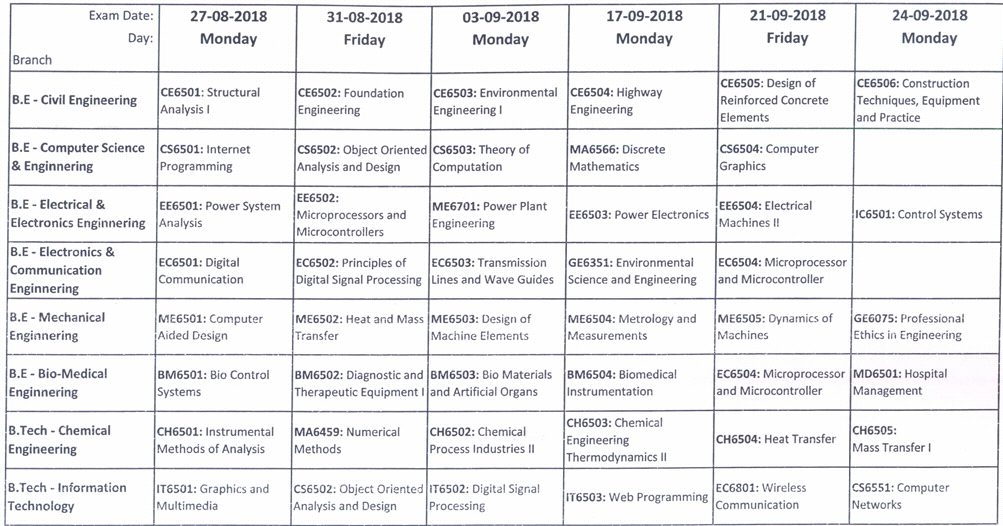 Exam Date: 27-08-2018 31-08-2018 03-09-2018 17-09-2018 21-09-2018 24-09-2018
Day: Monday Friday Monday Monday Friday Monday
Branch
B.E - Civil Engineering
CE6501: Structural
Analysis I
CE6502: Foundation
Engineering
CE6503: Environmental
Engineering I
CE6504: Highway
Engineering
CE6505: Design of
Reinforced Concrete
Elements
CE6506: Construction
Techniques, Equipment
and Practice
B.E - Computer Science
& Enginnering
CS6501: Internet
Programming
CS6502: Object Oriented
Analysis and Design
CS6503: Theory of
Computation
MA6566: Discrete
Mathematics
CS6504: Computer
Graphics
B.E - Electrical &
Electronics Enginnering
EE6501: Power System
Analysis
EE6502:
Microprocessors and
Microcontrollers
ME6701: Power Plant
Engineering
EE6503: Power Electronics
EE6504: Electrical
Machines II
IC6501: Control Systems
B.E - Electronics &
Communication
Enginnering
EC6501: Digital
Communication
EC6502: Principles of
Digital Signal Processing
EC6503: Transmission
Lines and Wave Guides
GE6351: Environmental
Science and Engineering
EC6504: Microprocessor
and Microcontroller
B.E - Mechanical
Enginnering
ME6501: Computer
Aided Design
ME6502: Heat and Mass
Transfer
ME6503: Design of
Machine Elements
ME6504: Metrology and
Measurements
ME6505: Dynamics of
Machines
GE6075: Professional
Ethics in Engineering
B.E - Bio-Medical
Enginnering
BM6501: Bio Control
Systems
BM6502: Diagnostic and
Therapeutic Equipment I
BM6503: Bio Materials
and Artificial Organs
BM6504: Biomedical
Instrumentation
EC6504: Microprocessor
and Microcontroller
MD6501: Hospital
Management
B.Tech - Chemical
Engineering
CH6501: Instrumental
Methods of Analysis
MA6459: Numerical
Methods
CH6502: Chemical
Process Industries II
CH6503: Chemical
Engineering
Thermodynamics II
CH6504: Heat Transfer
CH6505:
Mass Transfer I
B.Tech - Information
Technology
IT6501: Graphics and
Multimedia
CS6502: Object Oriented
Analysis and Design
IT6502: Digital Signal
Processing
IT6503: Web Programming
EC6801: Wireless
Communication
CS6551: Computer
Networks